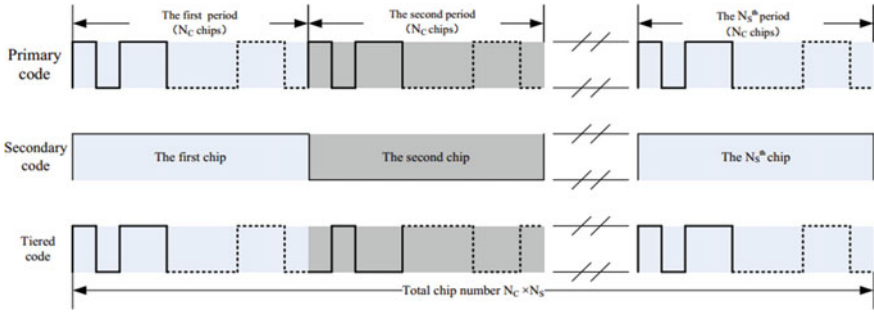 The first period
(NC chips)
The second period
(NC chips)
The NSth period
(NC chips)
Primary
code
Secondary
code
The first chip
The second chip
The NSth chip
Tiered
code
Total chip number NC ×NS